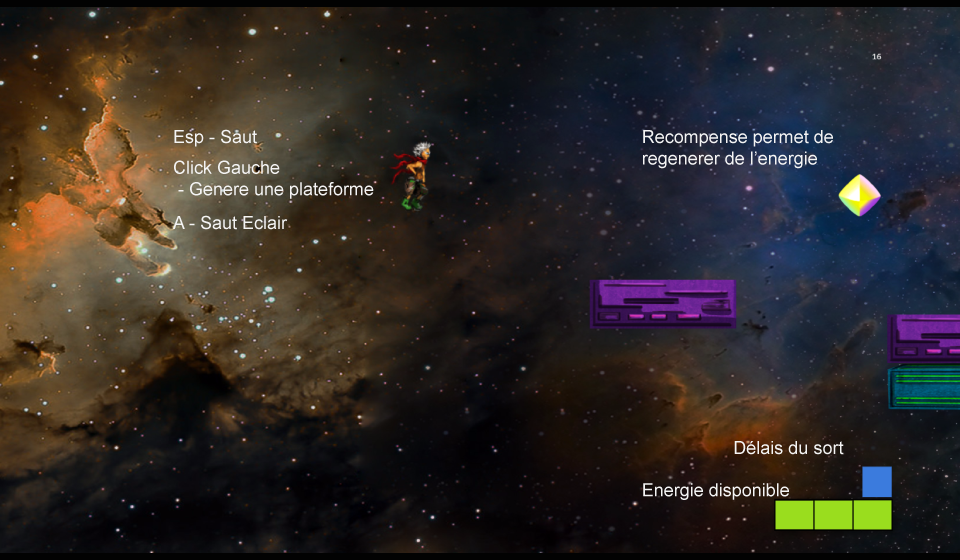 16
Esp - Saut
Click Gauche
- Genere une plateforme
A - Saut Eclair
Recompense permet de
regenerer de l'energie
Délais du sort
Energie disponible